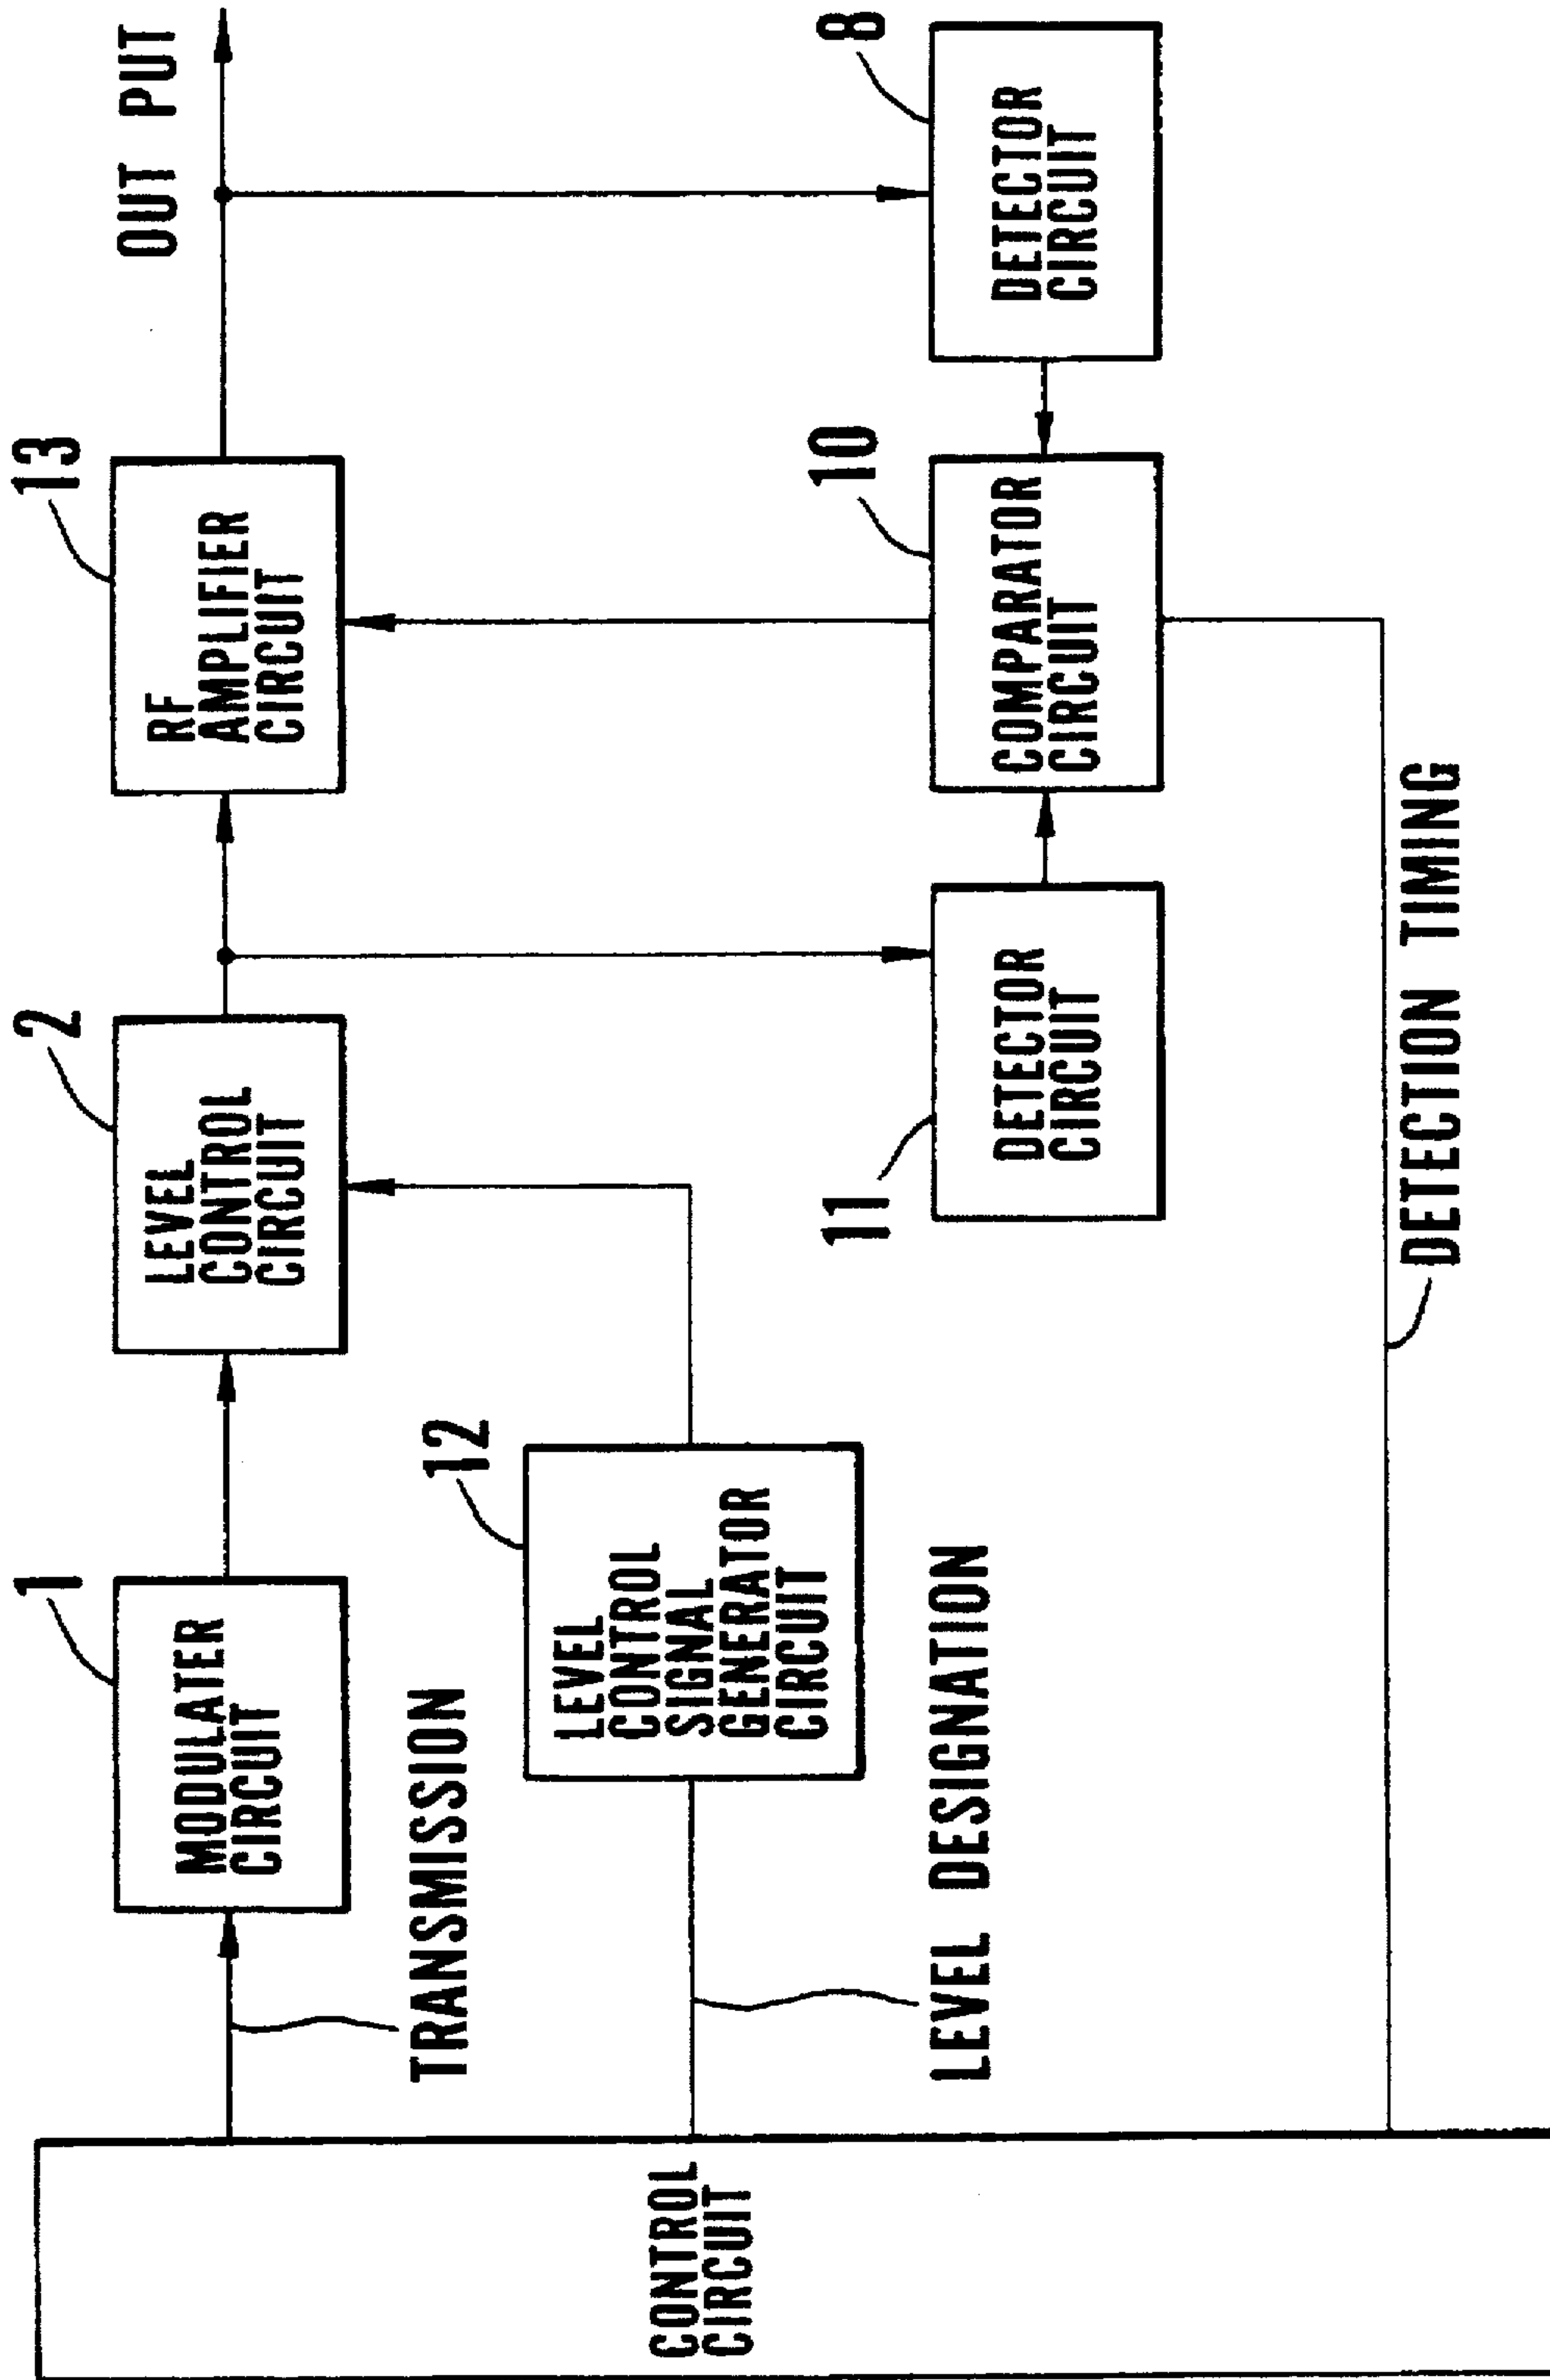 OUT PUT
1
2
13
MODULATER
CIRCUIT
LEVEL
CONTROL
CIRCUIT
RF
AMPLIFIER
CIRCUIT
TRANSMISSION
12
LEVEL
CONTROL
SIGNAL
GENERATOR
CIRCUIT
CONTROL
CIRCUIT
LEVEL DESIGNATION
11
10
8
DETECTOR
CIRCUIT
COMPARATOR
CIRCUIT
DETECTOR
CIRCUIT
DETECTION TIMING